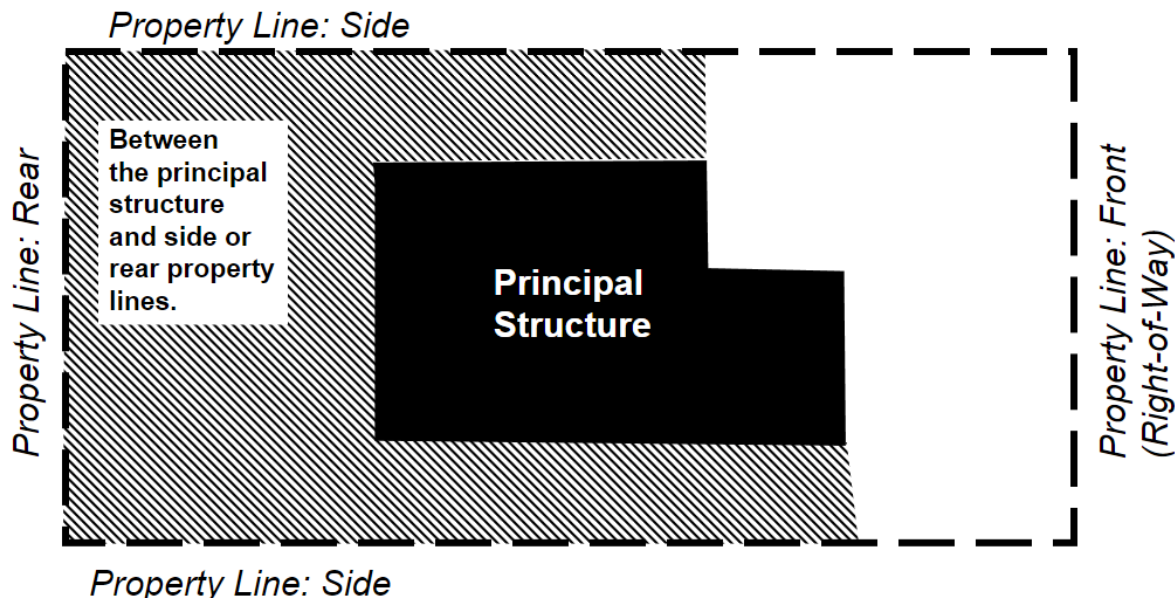 Property Line: Side
Property Line: Rear
Between
the principal
structure
and side or
rear property
lines.
Principal
Structure
Property Line: Front
(Right-of-Way)
Property Line: Side